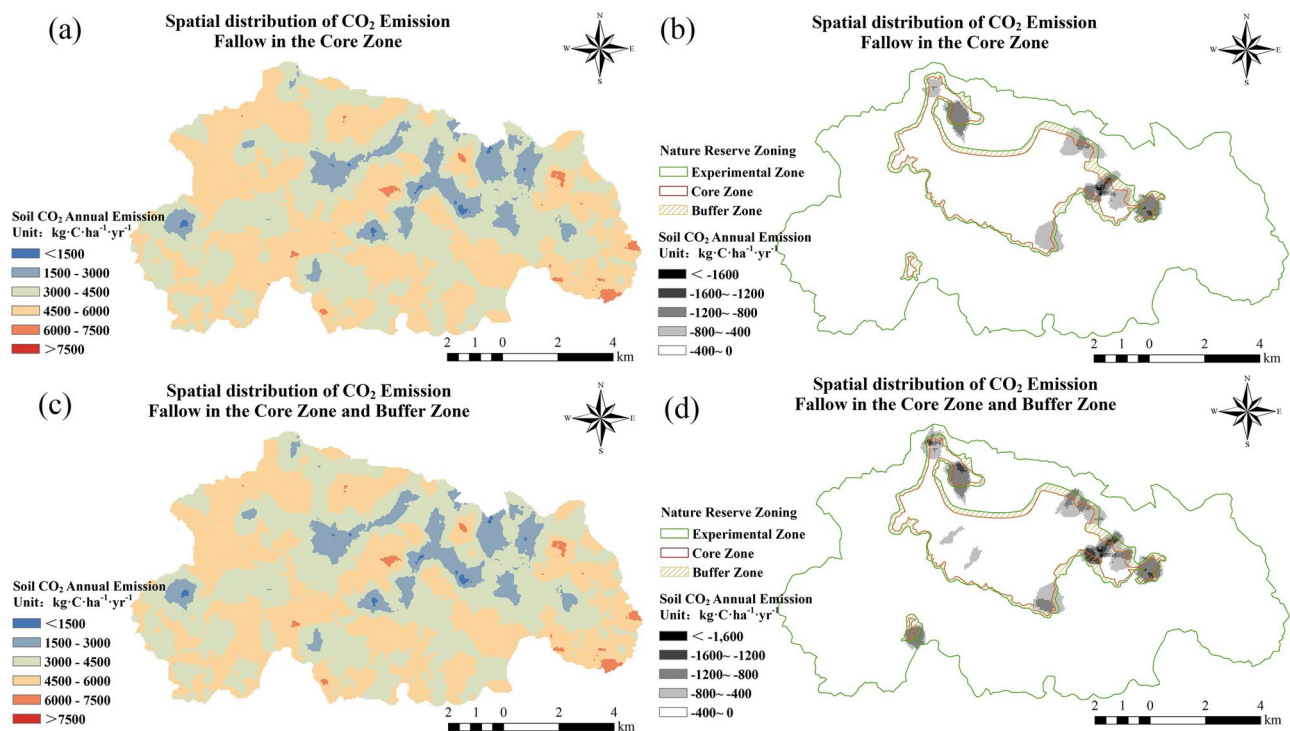 (a)
Spatial distribution of CO₂ Emission
Fallow in the Core Zone
N
W
E
S
Soil CO₂ Annual Emission
Unit: kg·C·ha⁻¹·yr⁻¹
<1500
1500 - 3000
3000 - 4500
4500 - 6000
6000 - 7500
>7500
2 0 2 4
km
(b)
Spatial distribution of CO₂ Emission
Fallow in the Core Zone
N
W
E
S
Nature Reserve Zoning
Experimental Zone
Core Zone
Buffer Zone
Soil CO₂ Annual Emission
Unit: kg·C·ha⁻¹·yr⁻¹
< -1600
-1600~ -1200
-1200~ -800
-800~ -400
-400~ 0
2 0 2 4
km
(c)
Spatial distribution of CO₂ Emission
Fallow in the Core Zone and Buffer Zone
N
W
E
S
Soil CO₂ Annual Emission
Unit: kg·C·ha⁻¹·yr⁻¹
<1500
1500 - 3000
3000 - 4500
4500 - 6000
6000 - 7500
>7500
2 0 2 4
km
(d)
Spatial distribution of CO₂ Emission
Fallow in the Core Zone and Buffer Zone
N
W
E
S
Nature Reserve Zoning
Experimental Zone
Core Zone
Buffer Zone
Soil CO₂ Annual Emission
Unit: kg·C·ha⁻¹·yr⁻¹
< -1,600
-1600~ -1200
-1200~ -800
-800~ -400
-400~ 0
2 0 2 4
km